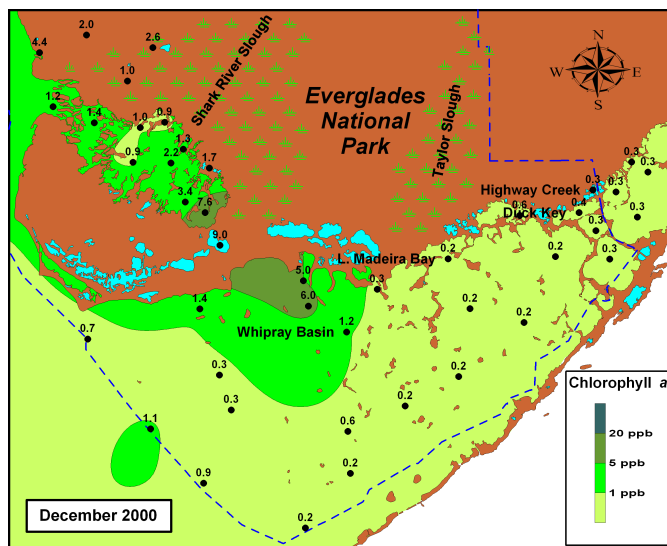 2.0
2.6
4.4
N
W
E
S
1.0
Shark River Slough
Everglades
National
Park
Taylor Slough
1.2
1.4
1.0
0.9
1.3
0.9
2.2
1.7
0.3
0.3
3.4
7.6
Highway Creek
0.3
0.3
0.6
Duck Key
0.4
0.3
0.3
9.0
L. Madeira Bay
0.2
0.2
0.3
5.0
0.3
6.0
1.4
0.2
0.2
0.7
Whipray Basin
1.2
0.3
0.2
0.3
0.2
1.1
0.6
0.9
0.2
0.2
Chlorophyll a
20 ppb
5 ppb
1 ppb
December 2000